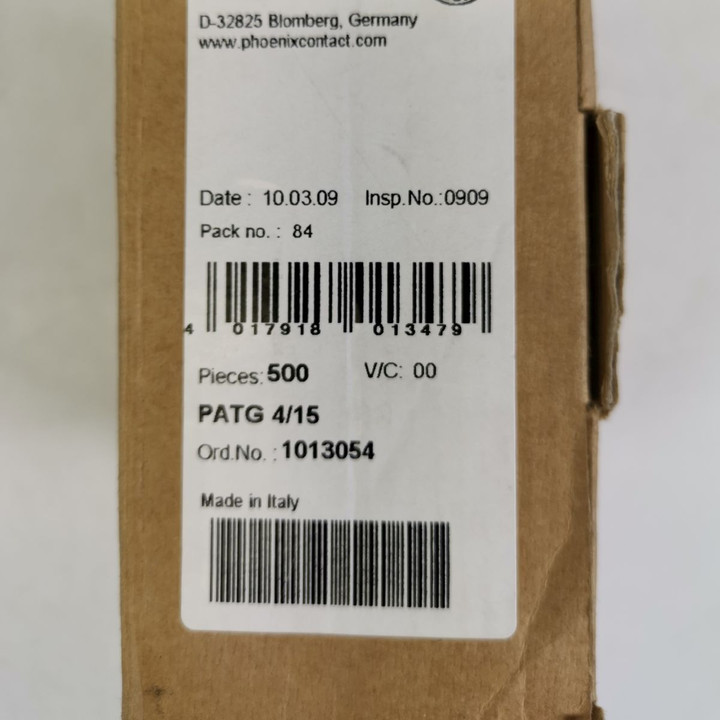 D-32825 Blomberg, Germany
www.phoenixcontact.com
Date : 10.03.09 Insp.No.:0909
Pack no. : 84
4 017918 013479
Pieces: 500 V/C: 00
PATG 4/15
Ord.No. : 1013054
Made in Italy